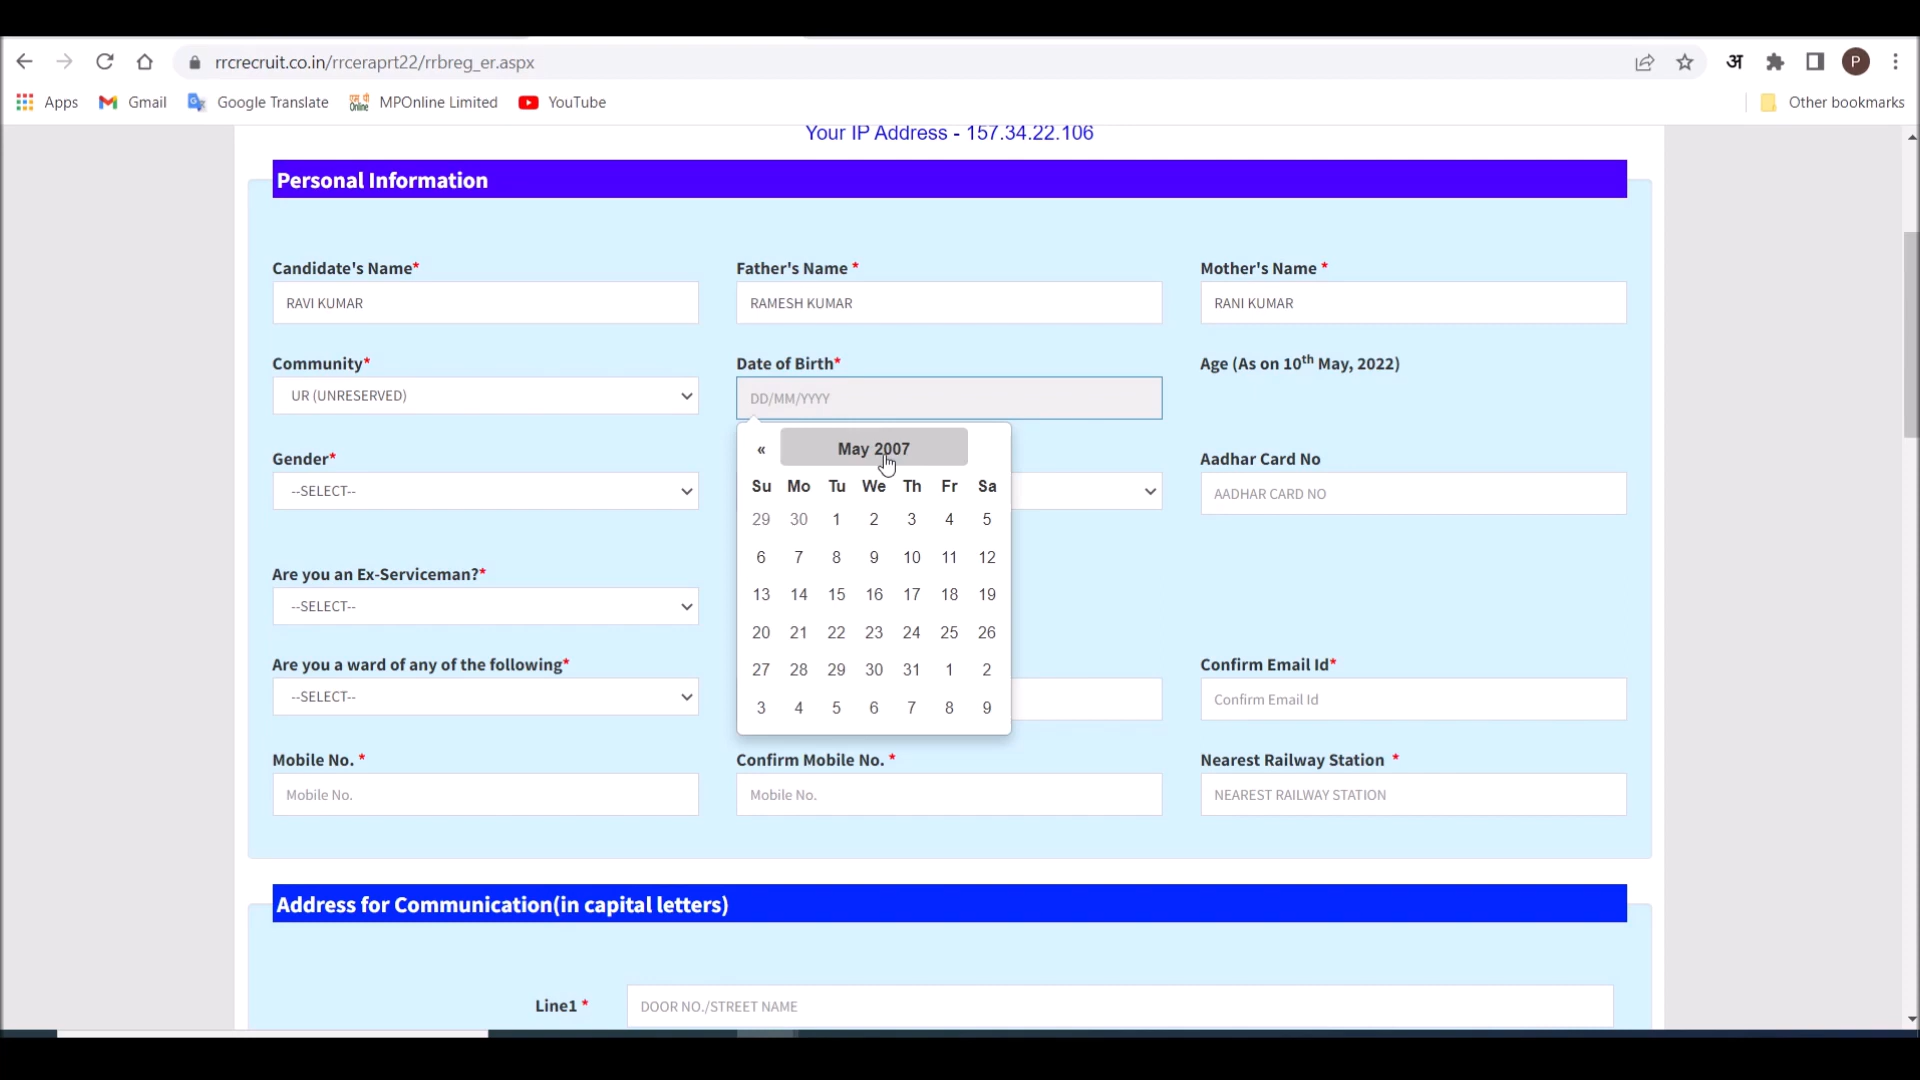 rrcrecruit.co.in/rrceraprt22/rrbreg_er.aspx
अ
P
Apps
Gmail
Google Translate
MPOnline Limited
YouTube
Other bookmarks
Your IP Address - 157.34.22.106
Personal Information
Candidate's Name*
Father's Name *
Mother's Name *
RAVI KUMAR
RAMESH KUMAR
RANI KUMAR
Community*
Date of Birth*
Age (As on 10th May, 2022)
UR (UNRESERVED)
DD/MM/YYYY
« May 2007
Gender*
Aadhar Card No
--SELECT--
AADHAR CARD NO
Su Mo Tu We Th Fr Sa
29 30 1 2 3 4 5
6 7 8 9 10 11 12
13 14 15 16 17 18 19
20 21 22 23 24 25 26
27 28 29 30 31 1 2
3 4 5 6 7 8 9
Are you an Ex-Serviceman?*
--SELECT--
Are you a ward of any of the following*
Confirm Email Id*
--SELECT--
Confirm Email Id
Mobile No. *
Confirm Mobile No. *
Nearest Railway Station *
Mobile No.
Mobile No.
NEAREST RAILWAY STATION
Address for Communication(in capital letters)
Line1 *
DOOR NO./STREET NAME